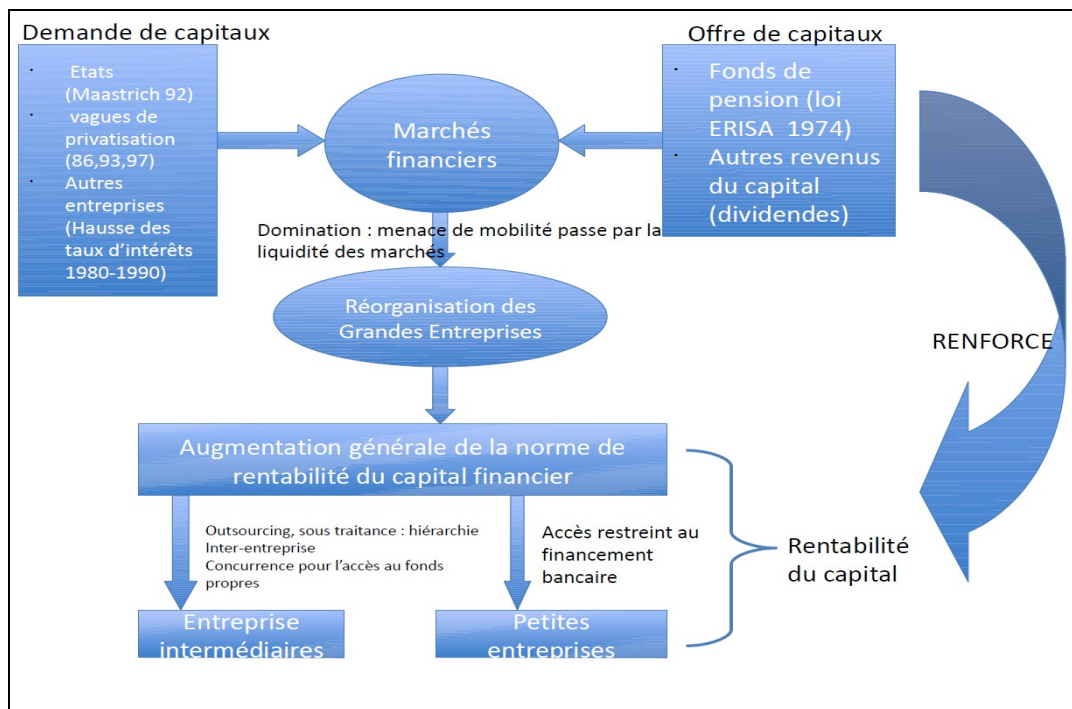 Demande de capitaux
· Etats
(Maastrich 92)
· vagues de
privatisation
(86,93,97)
· Autres
entreprises
(Hausse des
taux d'intérêts
1980-1990)
Marchés
financiers
Offre de capitaux
· Fonds de
pension (loi
ERISA 1974)
· Autres revenus
du capital
(dividendes)
Domination : menace de mobilité passe par la
liquidité des marchés
Réorganisation des
Grandes Entreprises
RENFORCE
Augmentation générale de la norme de
rentabilité du capital financier
Outsourcing, sous traitance : hiérarchie
Inter-entreprise
Concurrence pour l'accès au fonds
propres
Accès restreint au
financement
bancaire
Rentabilité
du capital
Entreprise
intermédiaires
Petites
entreprises